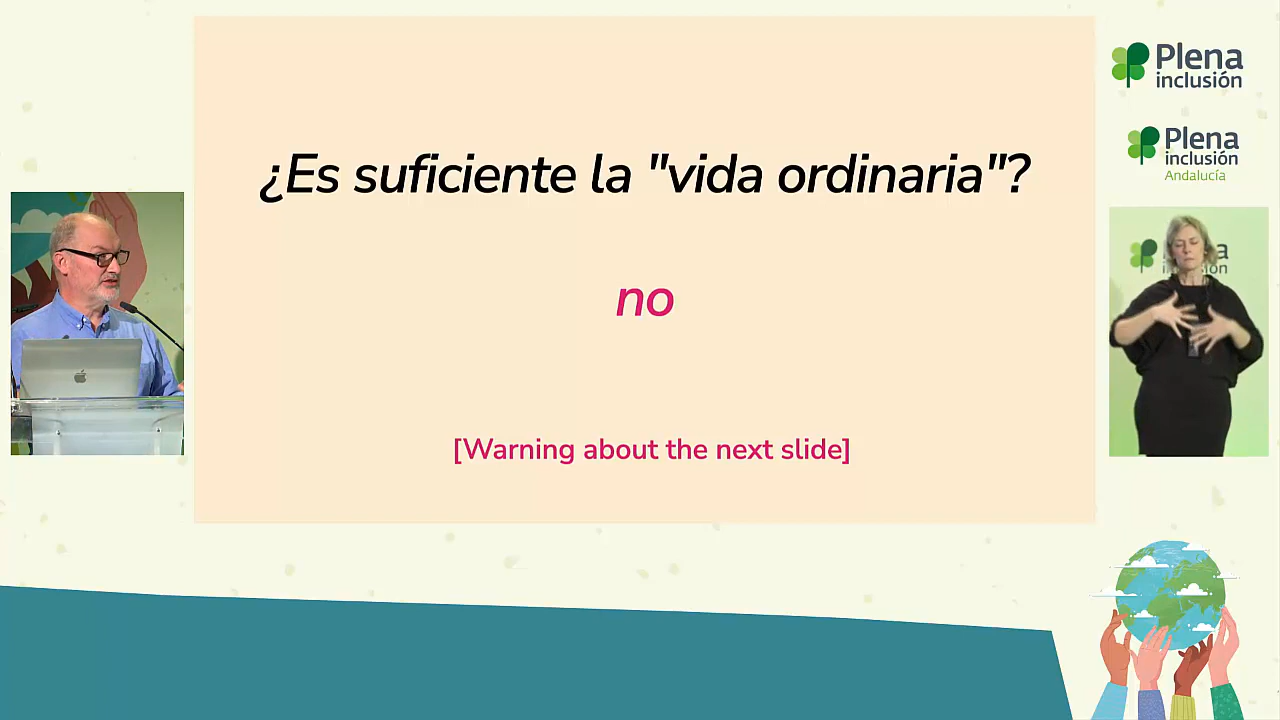 ¿Es suficiente la "vida ordinaria"?
no
[Warning about the next slide]
Plena
inclusión
Plena
inclusión
Andalucía